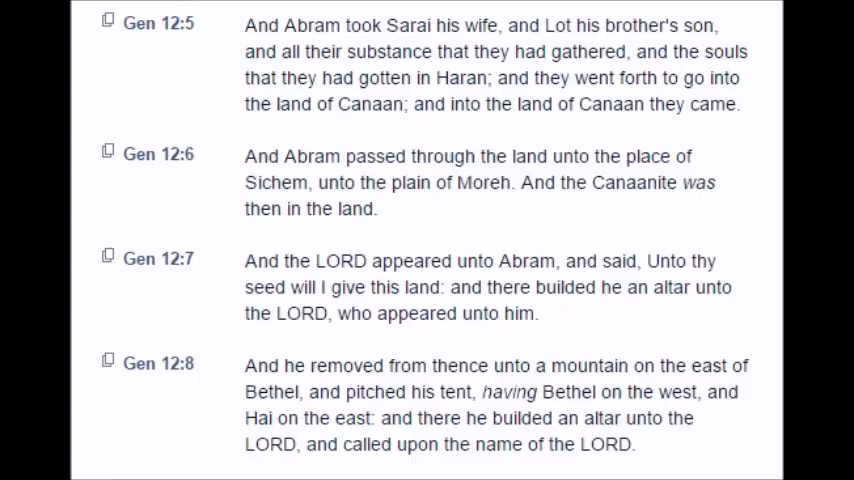 Gen 12:5 And Abram took Sarai his wife, and Lot his brother's son,
and all their substance that they had gathered, and the souls
that they had gotten in Haran; and they went forth to go into
the land of Canaan; and into the land of Canaan they came.
Gen 12:6 And Abram passed through the land unto the place of
Sichem, unto the plain of Moreh. And the Canaanite was
then in the land.
Gen 12:7 And the LORD appeared unto Abram, and said, Unto thy
seed will I give this land: and there builded he an altar unto
the LORD, who appeared unto him.
Gen 12:8 And he removed from thence unto a mountain on the east of
Bethel, and pitched his tent, having Bethel on the west, and
Hai on the east: and there he builded an altar unto the
LORD, and called upon the name of the LORD.